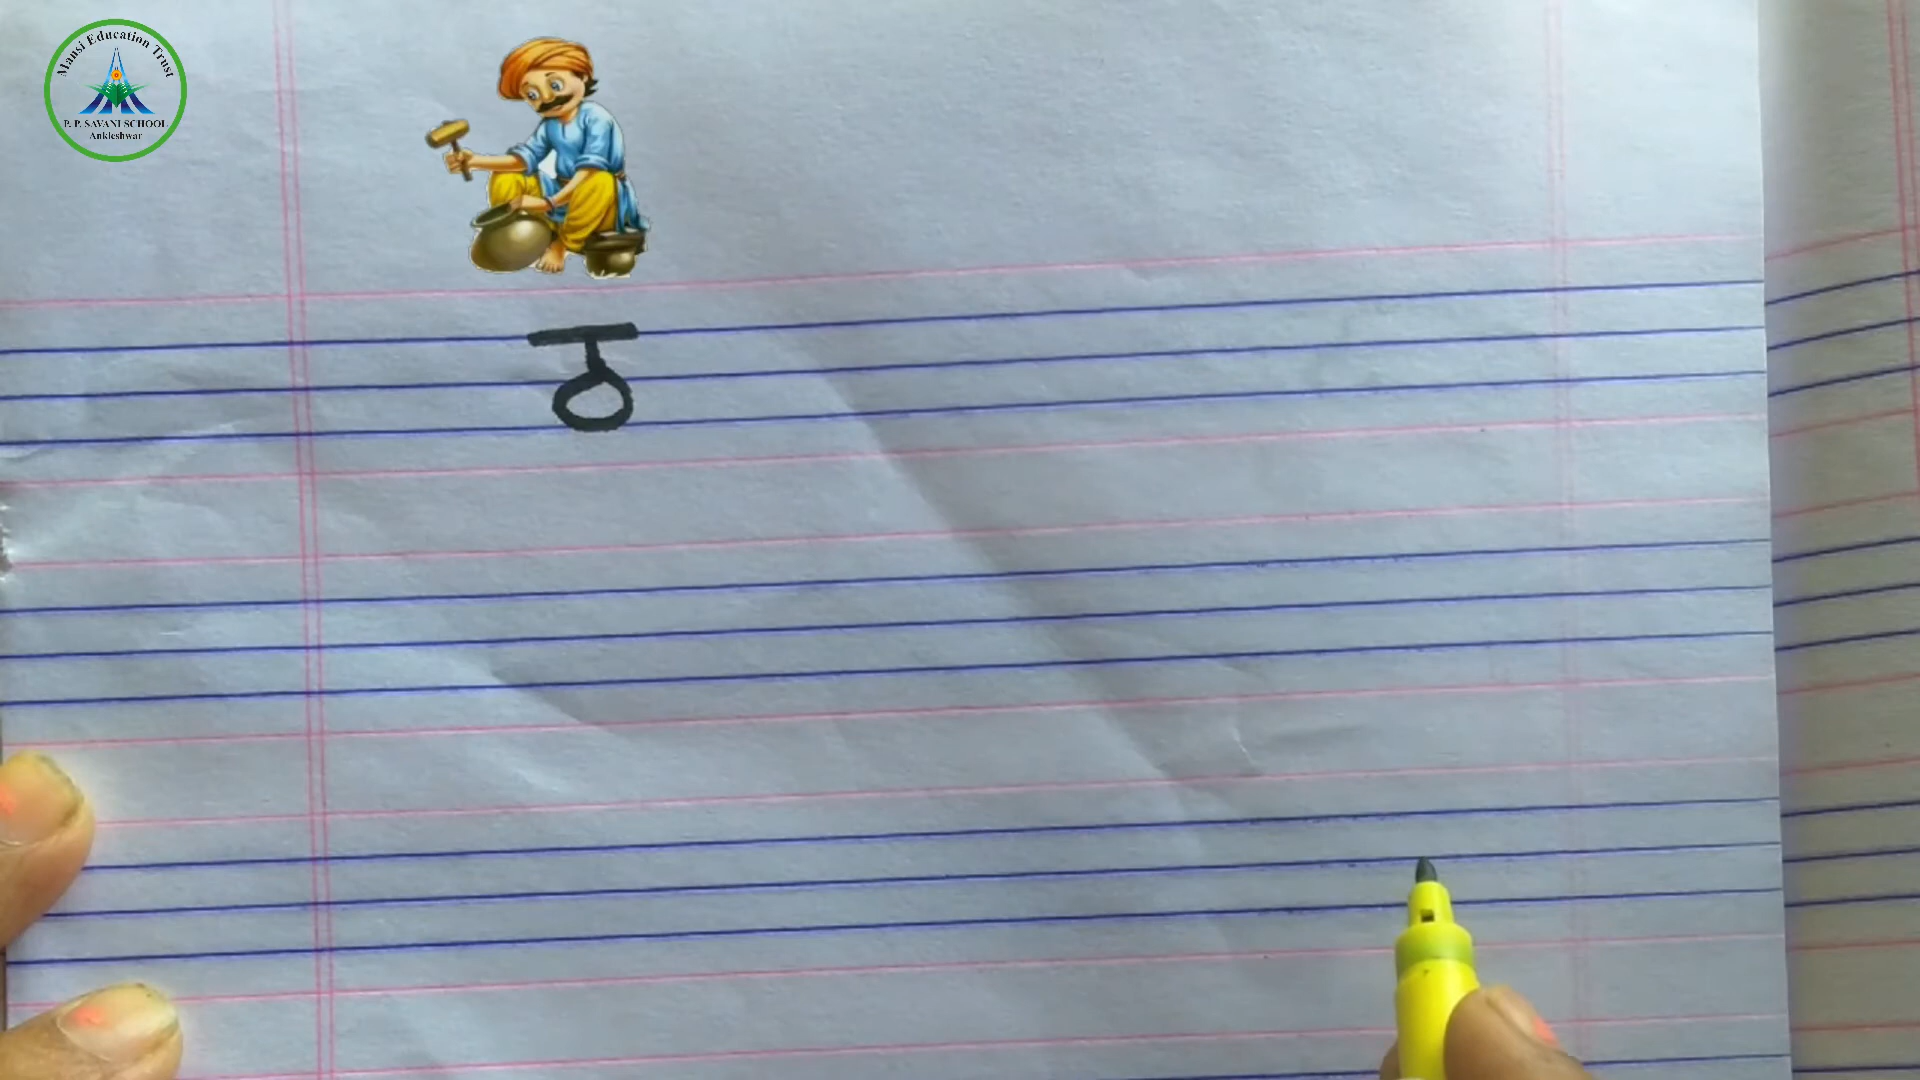 Mansi Education Trust
P. P. SAVANI SCHOOL
Ankleshwar
ठ